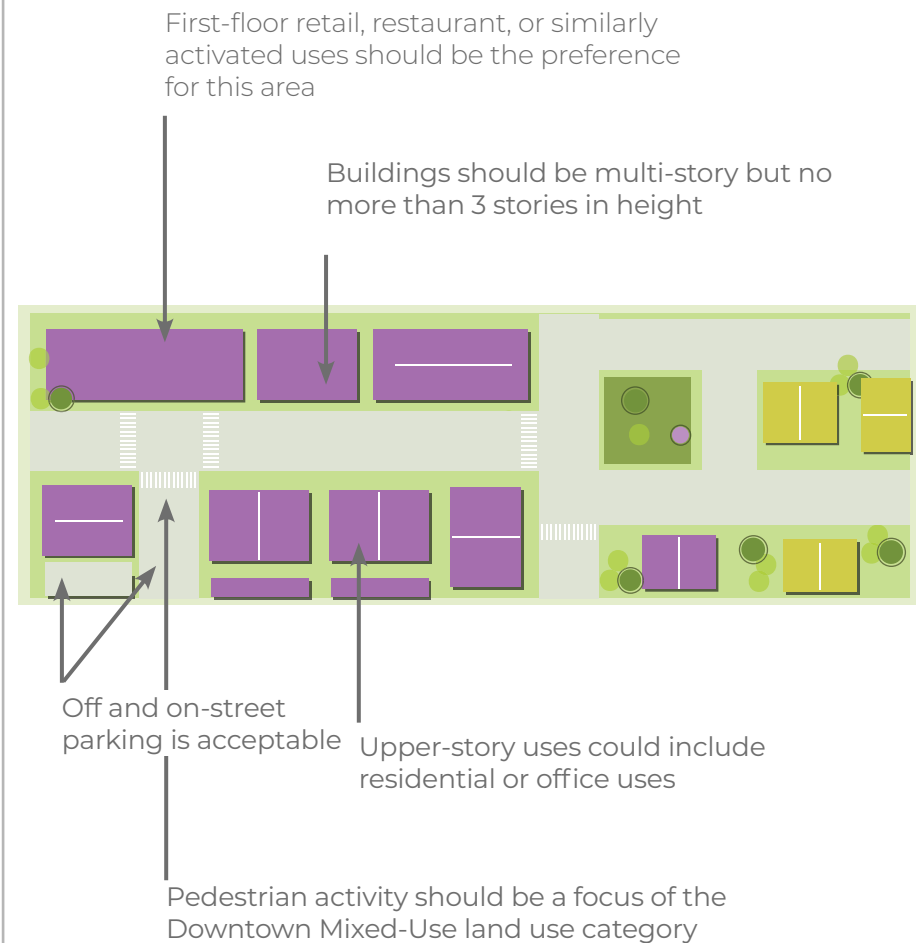 First-floor retail, restaurant, or similarly
activated uses should be the preference
for this area
Buildings should be multi-story but no
more than 3 stories in height
Off and on-street
parking is acceptable
Upper-story uses could include
residential or office uses
Pedestrian activity should be a focus of the
Downtown Mixed-Use land use category